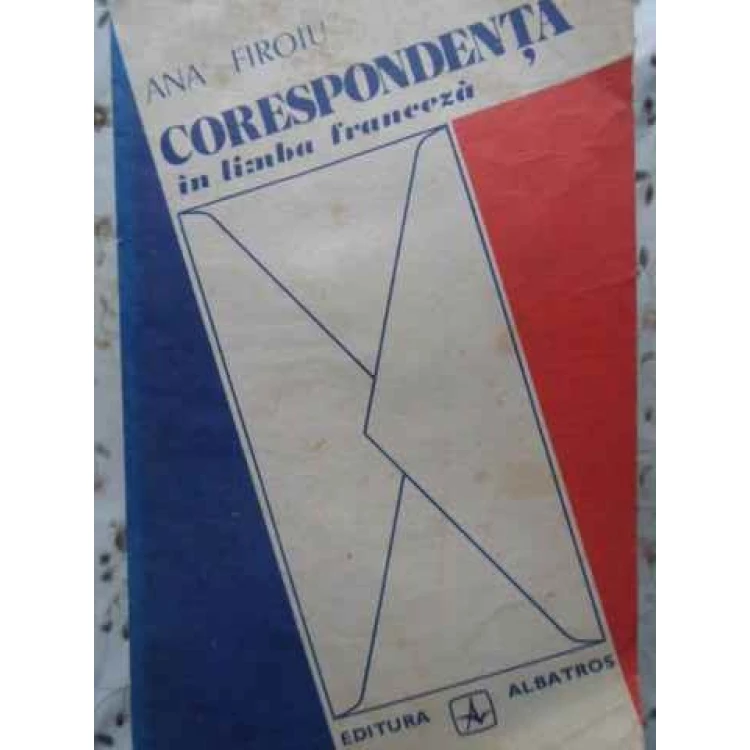 ANA FIROIU
CORESPONDENȚA
în limba franceză
EDITURA ALBATROS